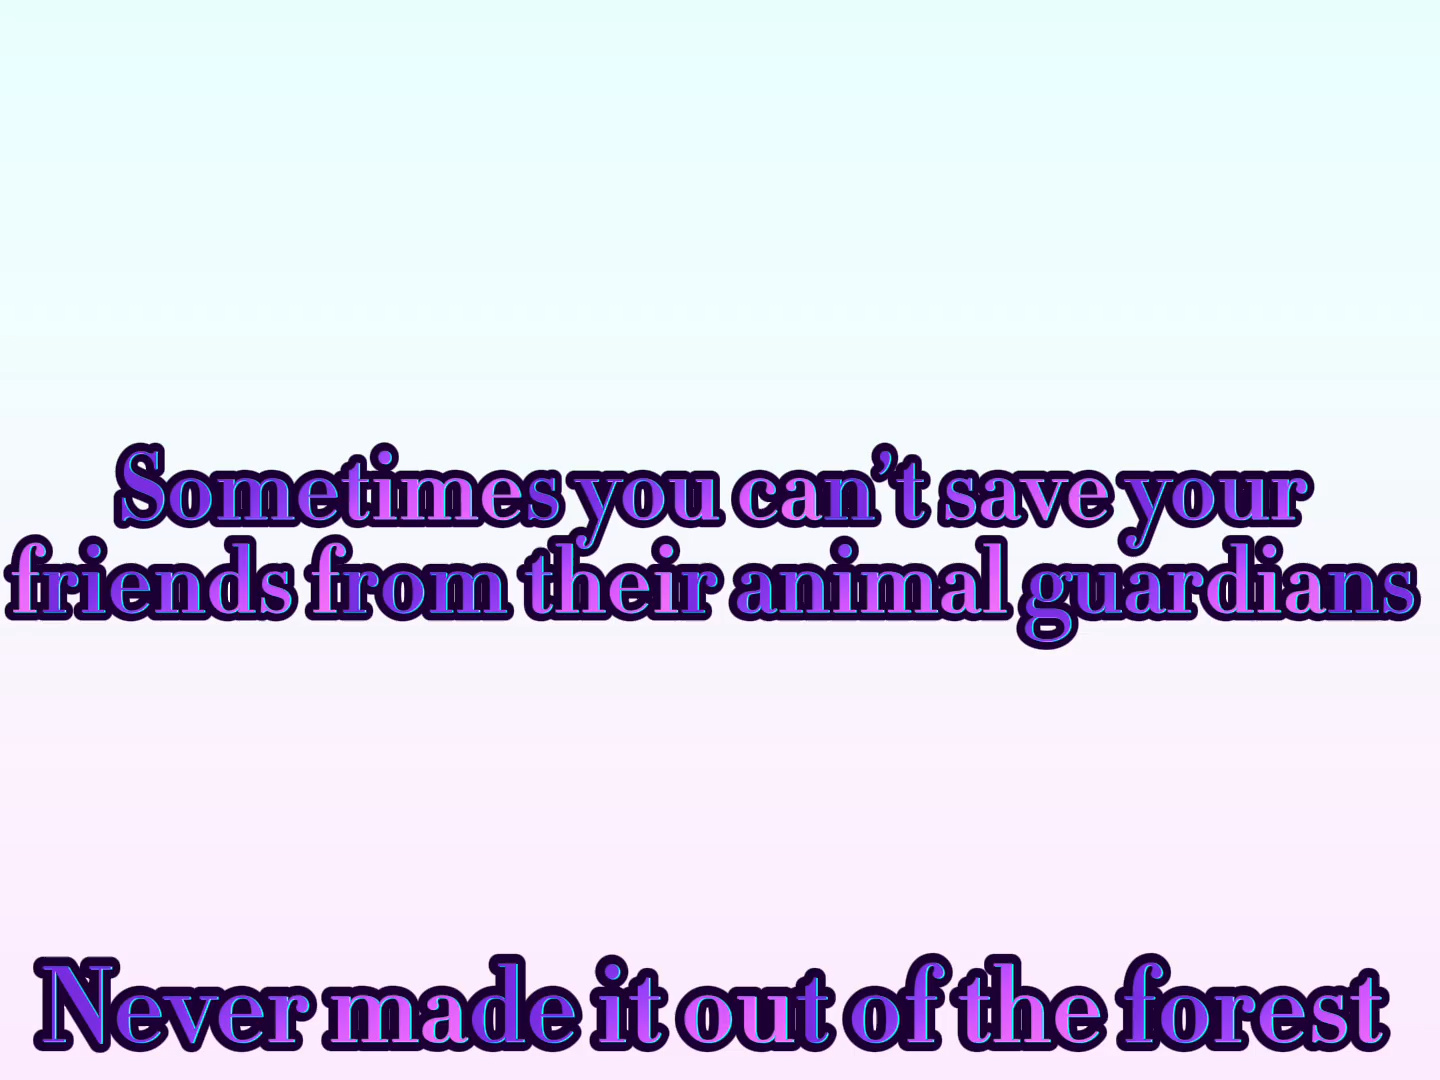 Sometimes you can’t save your
friends from their animal guardians
Never made it out of the forest